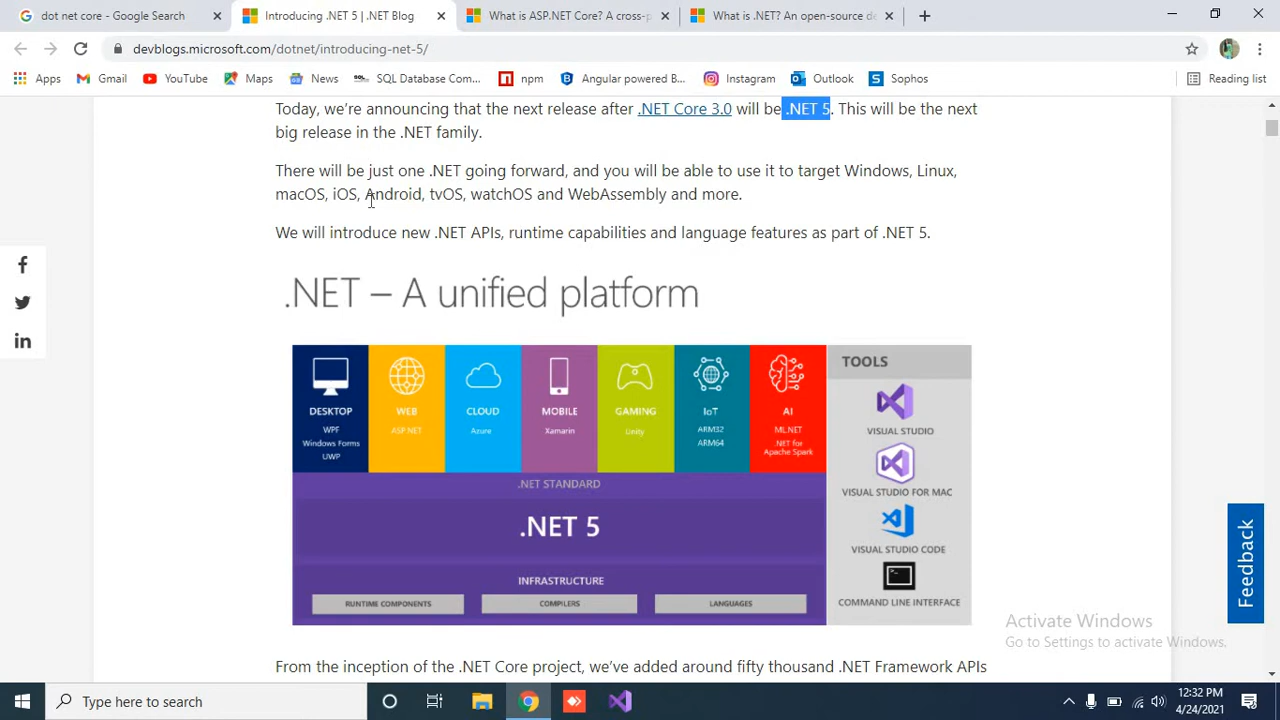 dot net core - Google Search
Introducing .NET 5 | .NET Blog
What is ASP.NET Core? A cross-p
What is .NET? An open-source de
devblogs.microsoft.com/dotnet/introducing-net-5/
Apps
Gmail
YouTube
Maps
News
SQL Database Com...
npm
Angular powered B...
Instagram
Outlook
Sophos
Reading list
Today, we're announcing that the next release after .NET Core 3.0 will be .NET 5. This will be the next
big release in the .NET family.
There will be just one .NET going forward, and you will be able to use it to target Windows, Linux,
macOS, iOS, Android, tvOS, watchOS and WebAssembly and more.
We will introduce new .NET APIs, runtime capabilities and language features as part of .NET 5.
.NET – A unified platform
DESKTOP
WPF
Windows Forms
UWP
WEB
ASP.NET
CLOUD
Azure
MOBILE
Xamarin
GAMING
Unity
IoT
ARM32
ARM64
AI
ML.NET
.NET for
Apache Spark
TOOLS
VISUAL STUDIO
VISUAL STUDIO FOR MAC
VISUAL STUDIO CODE
COMMAND LINE INTERFACE
.NET STANDARD
.NET 5
INFRASTRUCTURE
RUNTIME COMPONENTS
COMPILERS
LANGUAGES
Feedback
Activate Windows
Go to Settings to activate Windows.
From the inception of the .NET Core project, we've added around fifty thousand .NET Framework APIs
Type here to search
12:32 PM
4/24/2021